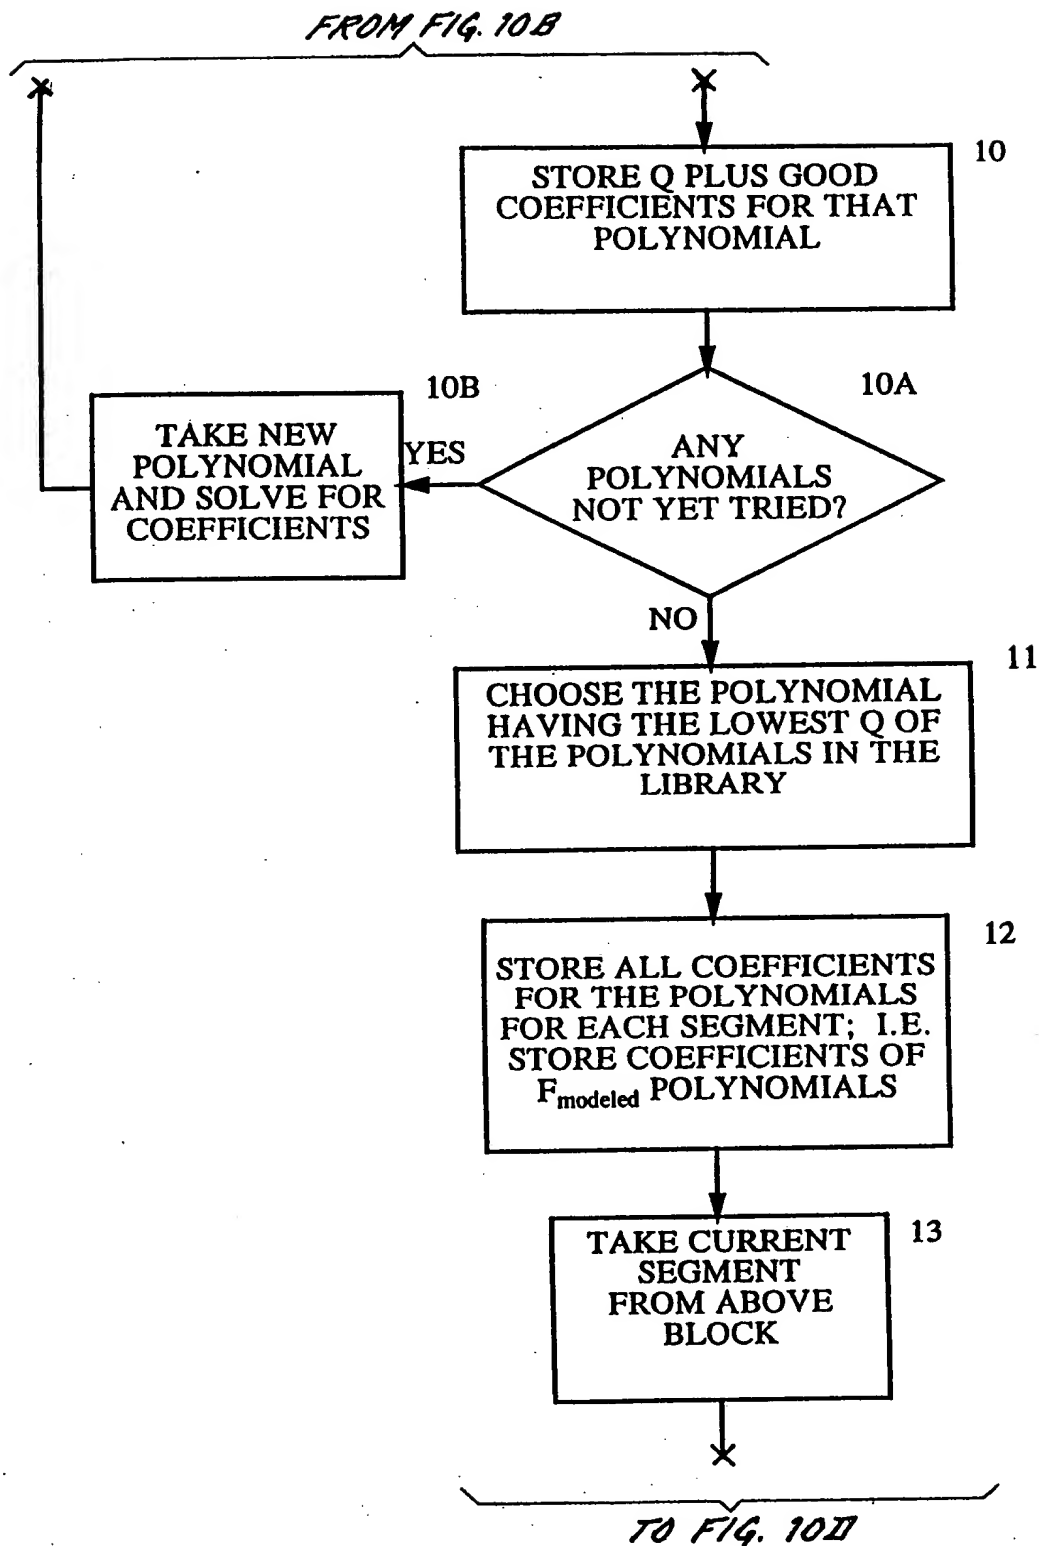 FROM FIG. 10B
10
STORE Q PLUS GOOD
COEFFICIENTS FOR THAT
POLYNOMIAL
10B
10A
TAKE NEW
POLYNOMIAL
AND SOLVE FOR
COEFFICIENTS
YES
ANY
POLYNOMIALS
NOT YET TRIED?
NO
11
CHOOSE THE POLYNOMIAL
HAVING THE LOWEST Q OF
THE POLYNOMIALS IN THE
LIBRARY
12
STORE ALL COEFFICIENTS
FOR THE POLYNOMIALS
FOR EACH SEGMENT; I.E.
STORE COEFFICIENTS OF
Fmodeled POLYNOMIALS
13
TAKE CURRENT
SEGMENT
FROM ABOVE
BLOCK
TO FIG. 10D